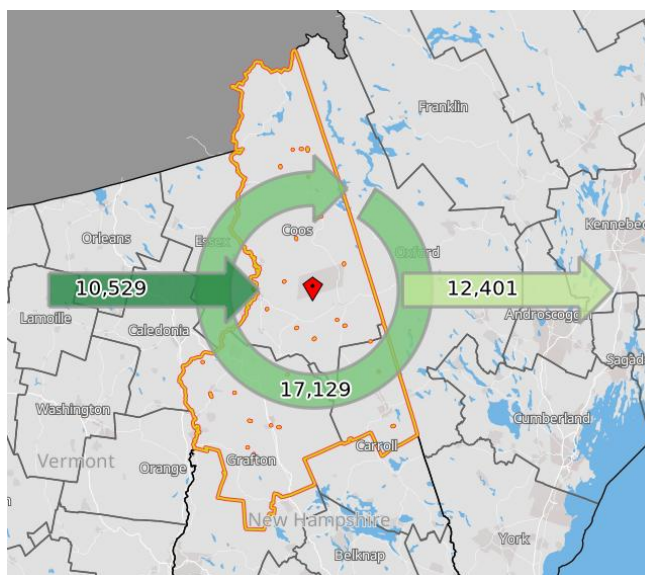 Franklin
Kennebec
Orleans
Essex
Coos
Oxford
10,529
12,401
Lamoille
Androscoggin
Caledonia
Sagada
17,129
Washington
Cumberland
Vermont
Orange
Grafton
Carroll
New Hampshire
York
Belknap